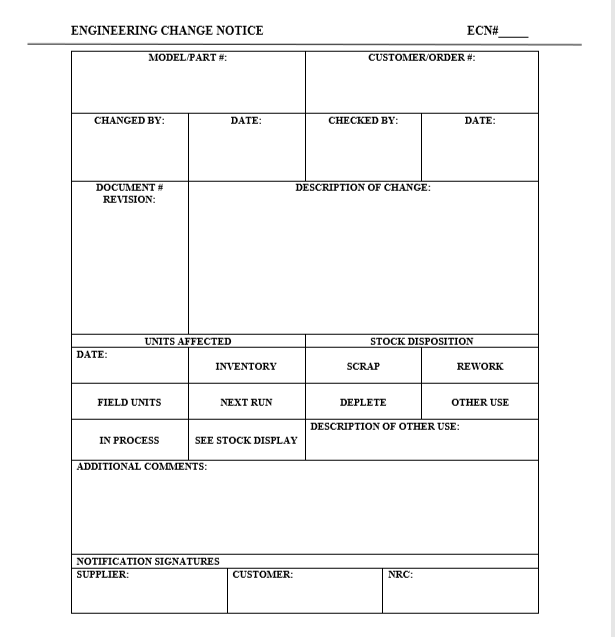 ENGINEERING CHANGE NOTICE ECN#_____
MODEL/PART #: CUSTOMER/ORDER #:
CHANGED BY: DATE: CHECKED BY: DATE:
DOCUMENT # DESCRIPTION OF CHANGE:
REVISION:
UNITS AFFECTED STOCK DISPOSITION
DATE:
INVENTORY SCRAP REWORK
FIELD UNITS NEXT RUN DEPLETE OTHER USE
DESCRIPTION OF OTHER USE:
IN PROCESS SEE STOCK DISPLAY
ADDITIONAL COMMENTS:
NOTIFICATION SIGNATURES
SUPPLIER: CUSTOMER: NRC: